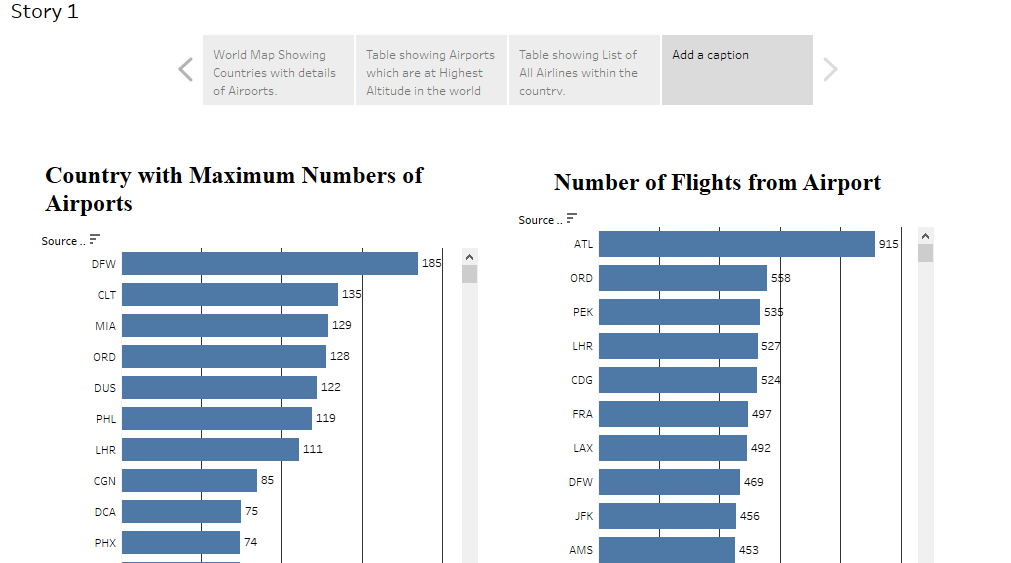 Story 1
World Map Showing
Countries with details
of Airports.
Table showing Airports
which are at Highest
Altitude in the world
Table showing List of
All Airlines within the
country.
Add a caption
Country with Maximum Numbers of
Airports
Source ..
DFW 185
CLT 135
MIA 129
ORD 128
DUS 122
PHL 119
LHR 111
CGN 85
DCA 75
PHX 74
Number of Flights from Airport
Source ..
ATL 915
ORD 558
PEK 535
LHR 527
CDG 524
FRA 497
LAX 492
DFW 469
JFK 456
AMS 453